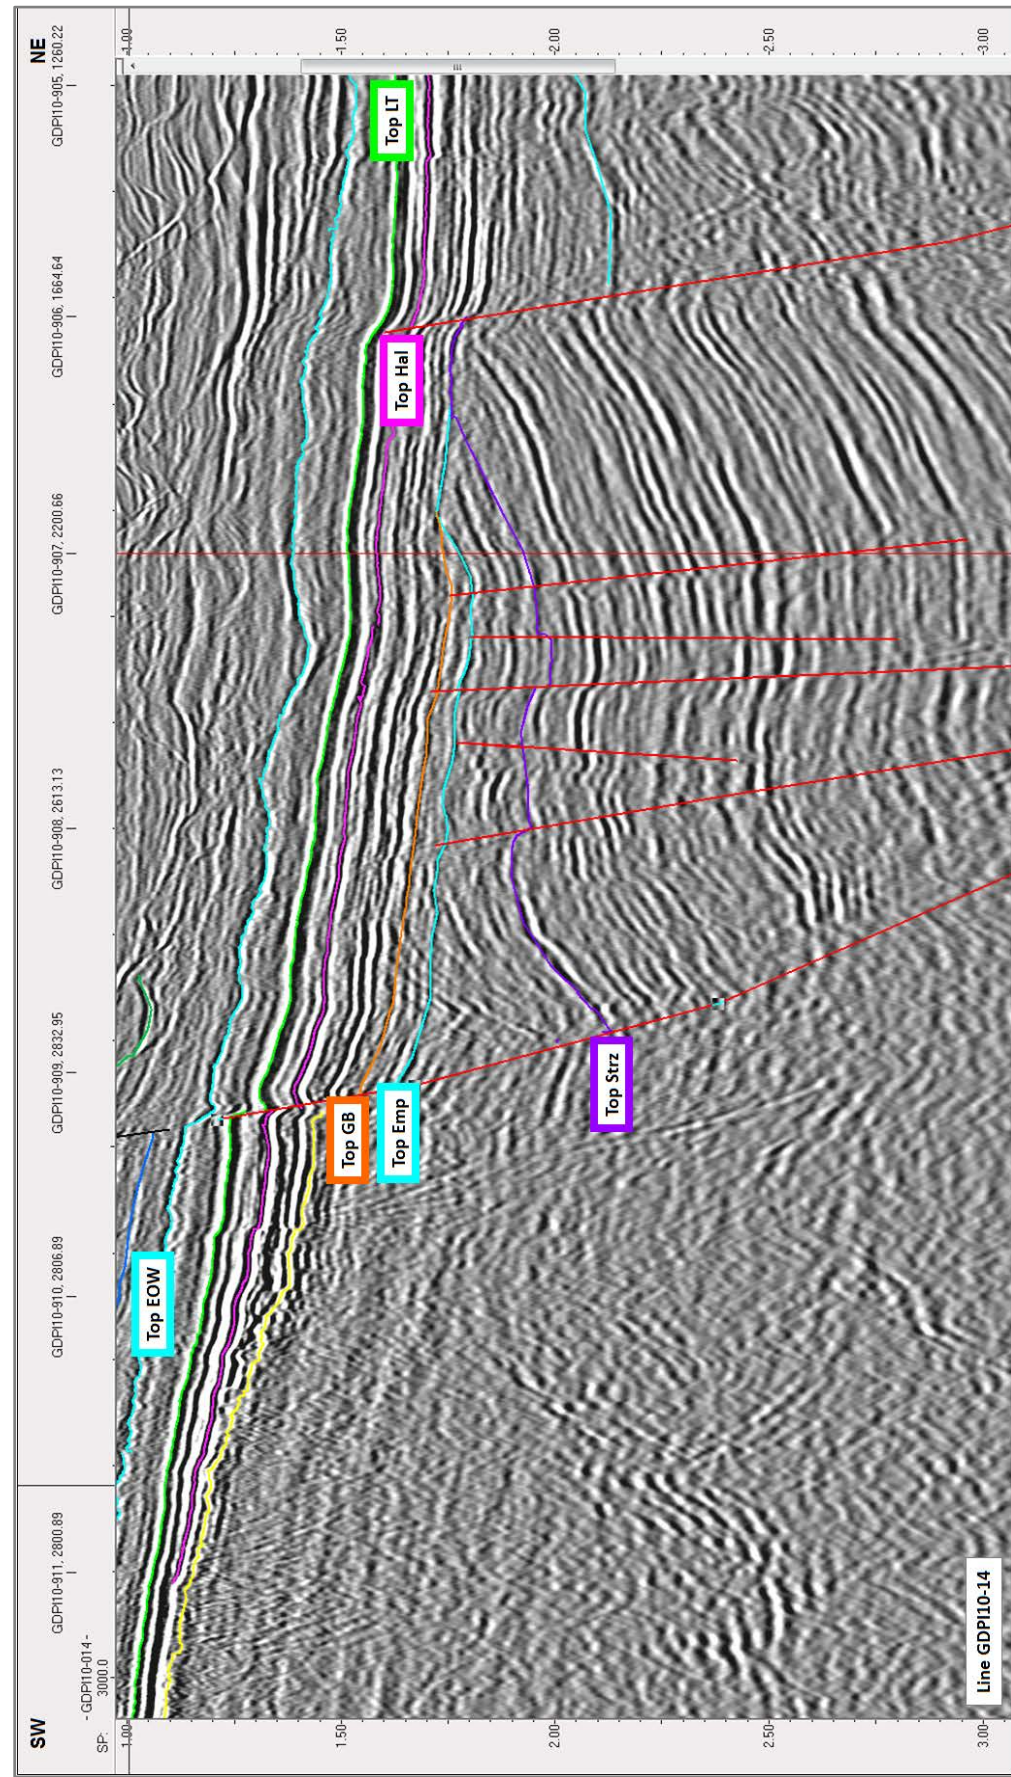 SW
NE
-GDPI10-014-
GDPI10-911, 2800.89
GDPI10-910, 2806.89
GDPI10-909, 2832.95
GDPI10-908, 2613.13
GDPI10-907, 2200.66
GDPI10-906, 1664.64
GDPI10-905, 1260.22
SP:
3000.0
1.00
-1.00
Top EOW
1.50
-1.50
Top GB
Top Hal
Top LT
Top Emp
2.00
-2.00
Top Strz
2.50
-2.50
Line GDPI10-14
3.00
-3.00